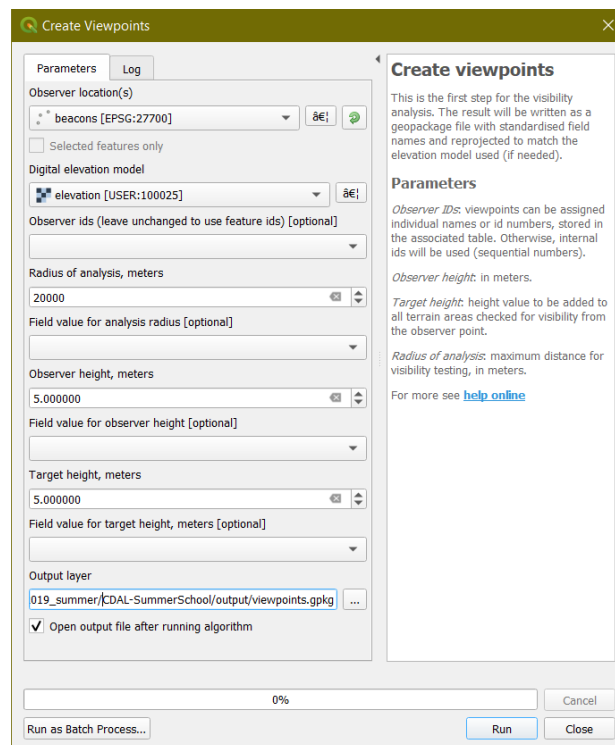 Create Viewpoints
Parameters
Log
Observer location(s)
beacons [EPSG:27700]
…
Selected features only
Digital elevation model
elevation [USER:100025]
…
Observer ids (leave unchanged to use feature ids) [optional]
Radius of analysis, meters
20000
Field value for analysis radius [optional]
Observer height, meters
5.000000
Field value for observer height [optional]
Target height, meters
5.000000
Field value for target height, meters [optional]
Output layer
019_summer/CDAL-SummerSchool/output/viewpoints.gpkg
...
Open output file after running algorithm
Create viewpoints
This is the first step for the visibility
analysis. The result will be written as a
geopackage file with standardised field
names and reprojected to match the
elevation model used (if needed).
Parameters
Observer IDs: viewpoints can be assigned
individual names or id numbers, stored in
the associated table. Otherwise, internal
ids will be used (sequential numbers).
Observer height: in meters.
Target height: height value to be added to
all terrain areas checked for visibility from
the observer point.
Radius of analysis: maximum distance for
visibility testing, in meters.
For more see help online
0%
Cancel
Run as Batch Process...
Run
Close